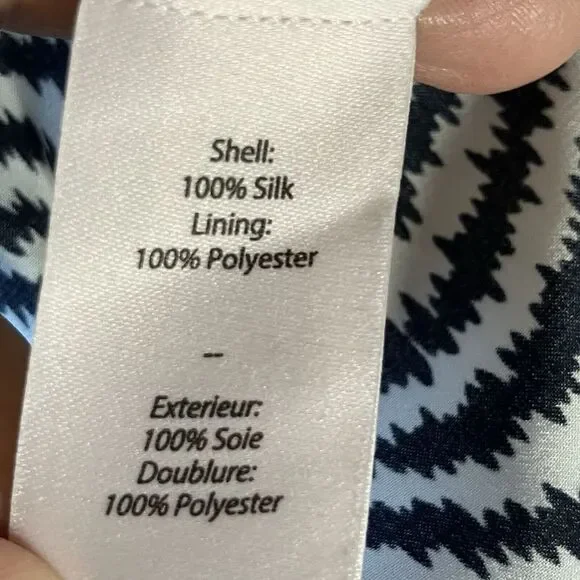 Shell:
100% Silk
Lining:
100% Polyester
--
Exterieur:
100% Soie
Doublure:
100% Polyester